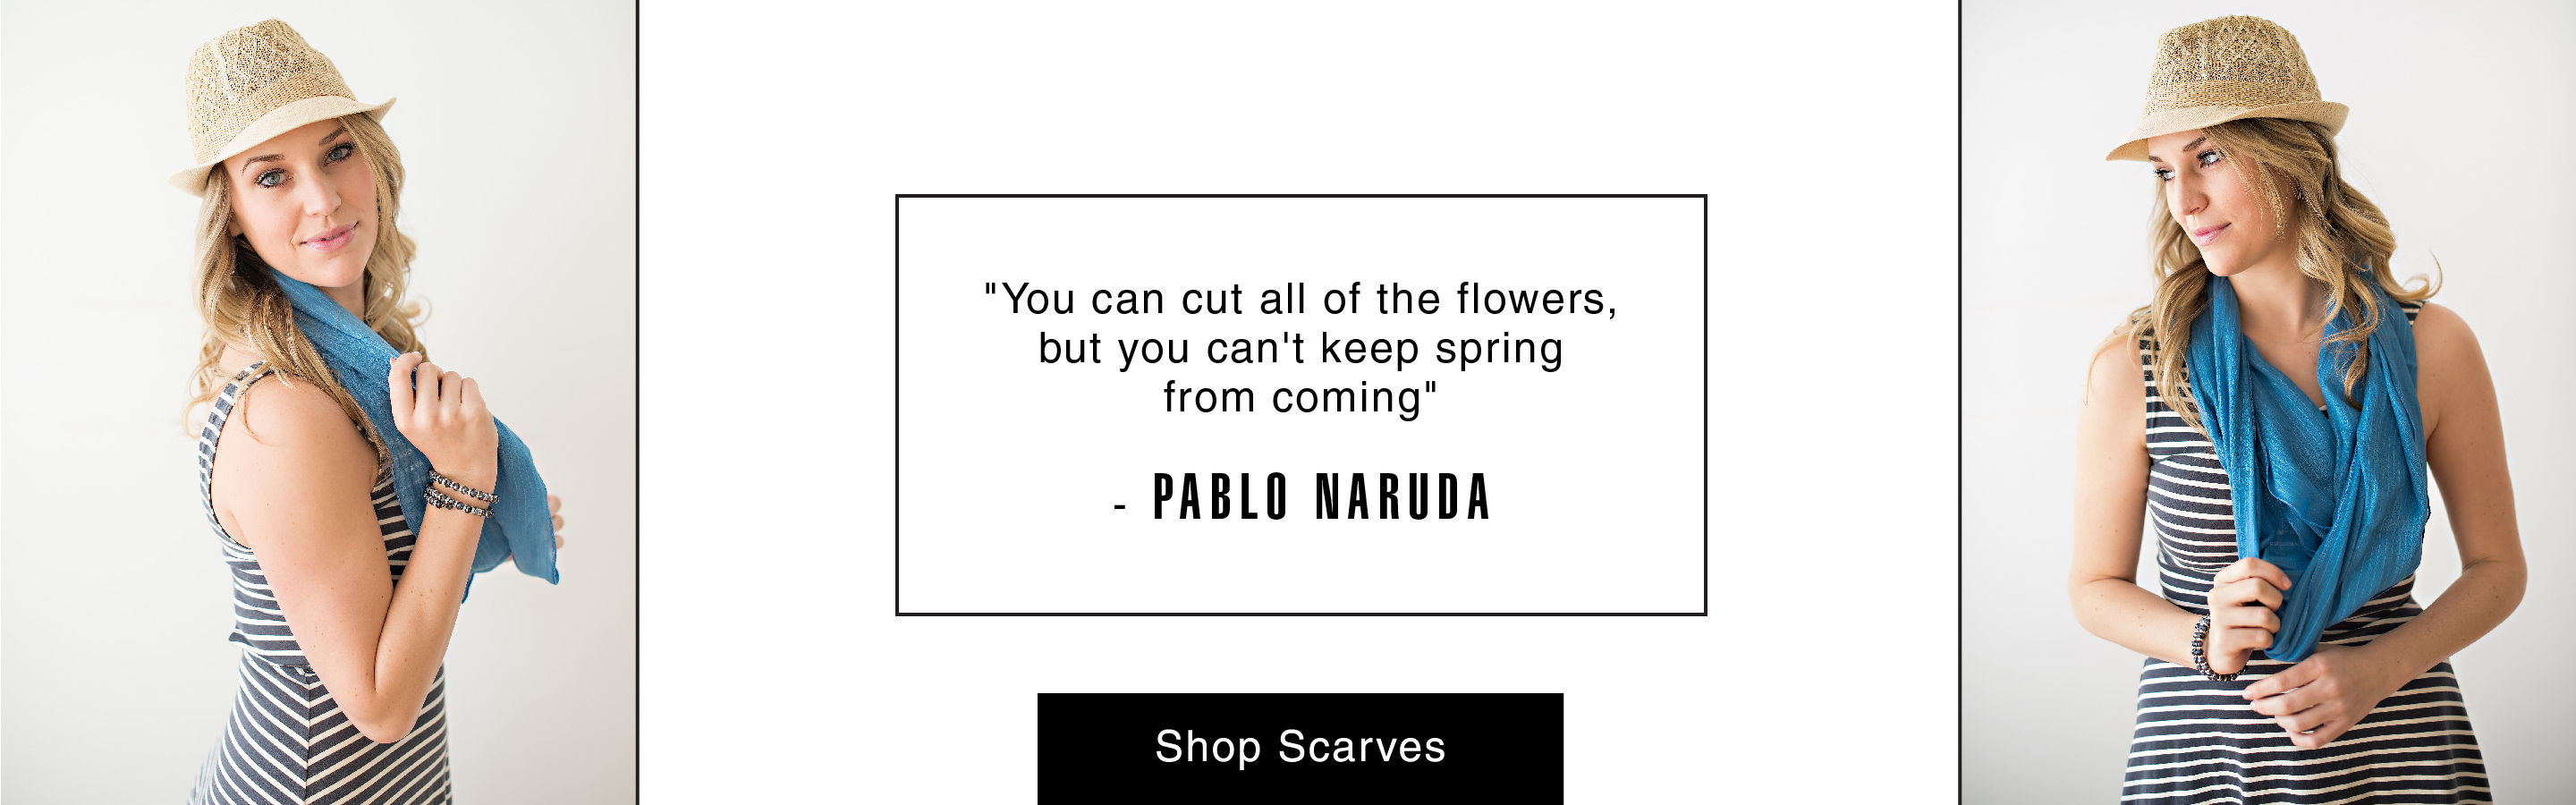 "You can cut all of the flowers,
but you can't keep spring
from coming"
- PABLO NARUDA
Shop Scarves